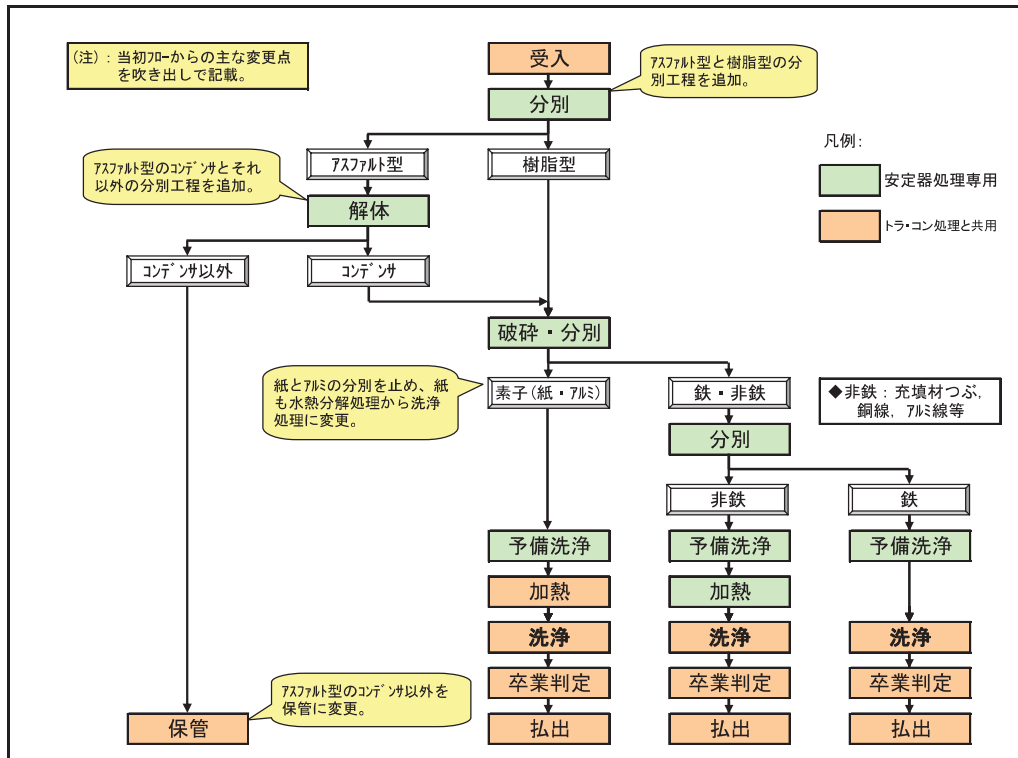 (注)：当初ﾌﾛｰからの主な変更点
を吹き出しで記載。
受入
ｱｽﾌｧﾙﾄ型と樹脂型の分
別工程を追加。
分別
凡例：
ｱｽﾌｧﾙﾄ型のｺﾝﾃﾞﾝｻとそれ
以外の分別工程を追加。
ｱｽﾌｧﾙﾄ型
樹脂型
安定器処理専用
解体
ﾄﾗ・ｺﾝ処理と共用
ｺﾝﾃﾞﾝｻ以外
ｺﾝﾃﾞﾝｻ
破砕・分別
紙とｱﾙﾐの分別を止め、紙
も水熱分解処理から洗浄
処理に変更。
素子(紙・ｱﾙﾐ)
鉄・非鉄
◆非鉄：充填材つぶ，
銅線，ｱﾙﾐ線等
分別
非鉄
鉄
予備洗浄
予備洗浄
予備洗浄
加熱
加熱
洗浄
洗浄
洗浄
卒業判定
卒業判定
卒業判定
ｱｽﾌｧﾙﾄ型のｺﾝﾃﾞﾝｻ以外を
保管に変更。
保管
払出
払出
払出